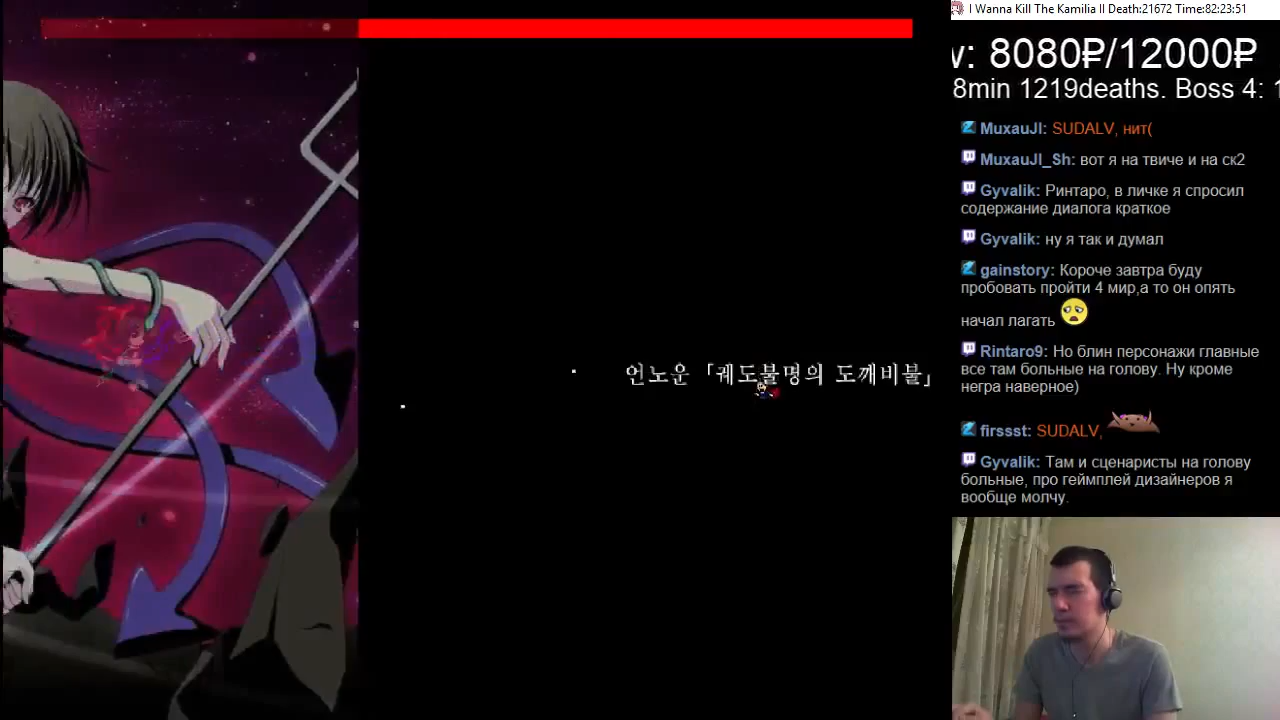 I Wanna Kill The Kamilia II Death:21672 Time:82:23:51
8080₽/12000₽
8min 1219deaths. Boss 4:
MuxauJI: SUDALV, нит(
MuxauJI_Sh: вот я на твиче и на ск2
Gyvalik: Ринтаро, в личке я спросил
содержание диалога краткое
Gyvalik: ну я так и думал
gainstory: Короче завтра буду
пробовать пройти 4 мир,а то он опять
начал лагать
Rintaro9: Но блин персонажи главные
все там больные на голову. Ну кроме
негра наверное)
firssst: SUDALV,
Gyvalik: Там и сценаристы на голову
больные, про геймплей дизайнеров я
вообще молчу.
언노운 「궤도불명의 도깨비불」